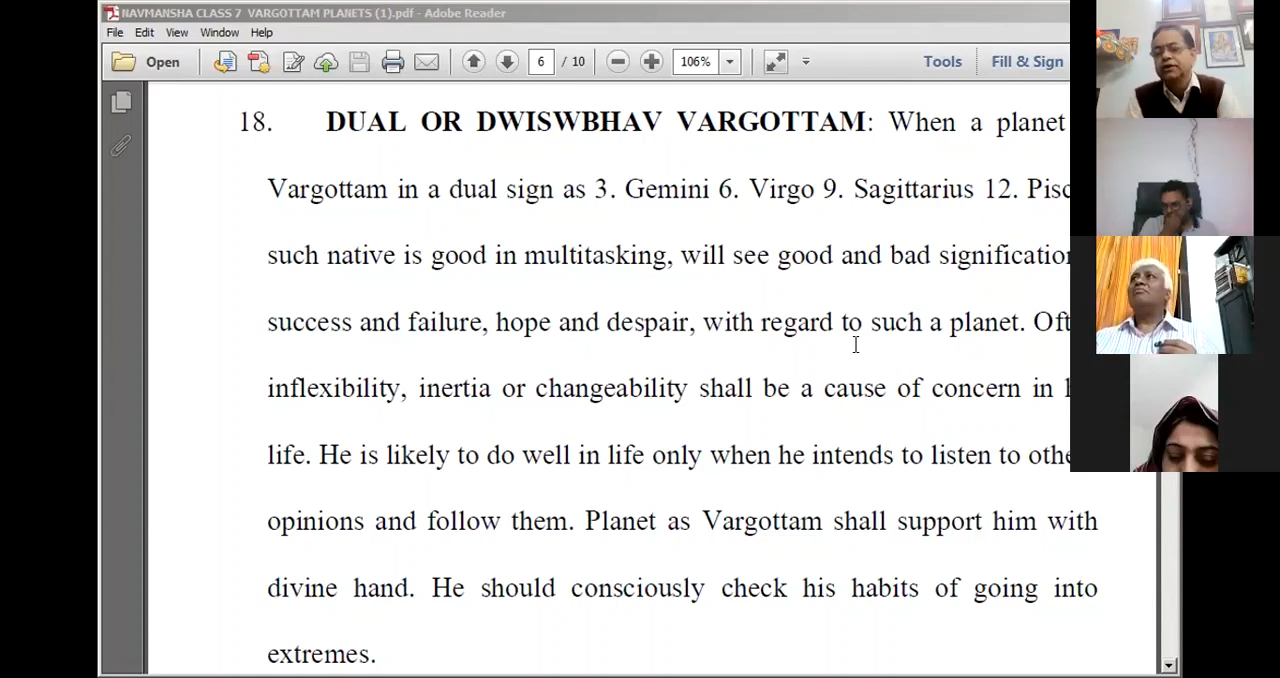 NAVMANSHA CLASS 7 VARGOTTAM PLANETS (1).pdf - Adobe Reader
File Edit View Window Help
Open 6 / 10 106% Tools Fill & Sign
18. DUAL OR DWISWBHAV VARGOTTAM: When a planet
Vargottam in a dual sign as 3. Gemini 6. Virgo 9. Sagittarius 12.
such native is good in multitasking, will see good and bad
success and failure, hope and despair, with regard to such a planet.
inflexibility, inertia or changeability shall be a cause of concern in
life. He is likely to do well in life only when he intends to listen to
opinions and follow them. Planet as Vargottam shall support him with
divine hand. He should consciously check his habits of going into
extremes.